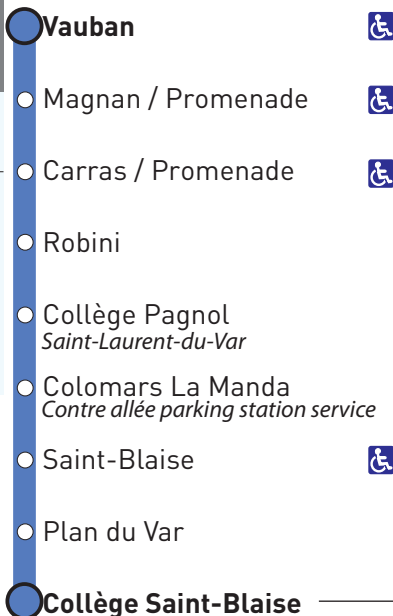 Vauban
Magnan / Promenade
Carras / Promenade
Robini
Collège Pagnol
Saint-Laurent-du-Var
Colomars La Manda
Contre allée parking station service
Saint-Blaise
Plan du Var
Collège Saint-Blaise